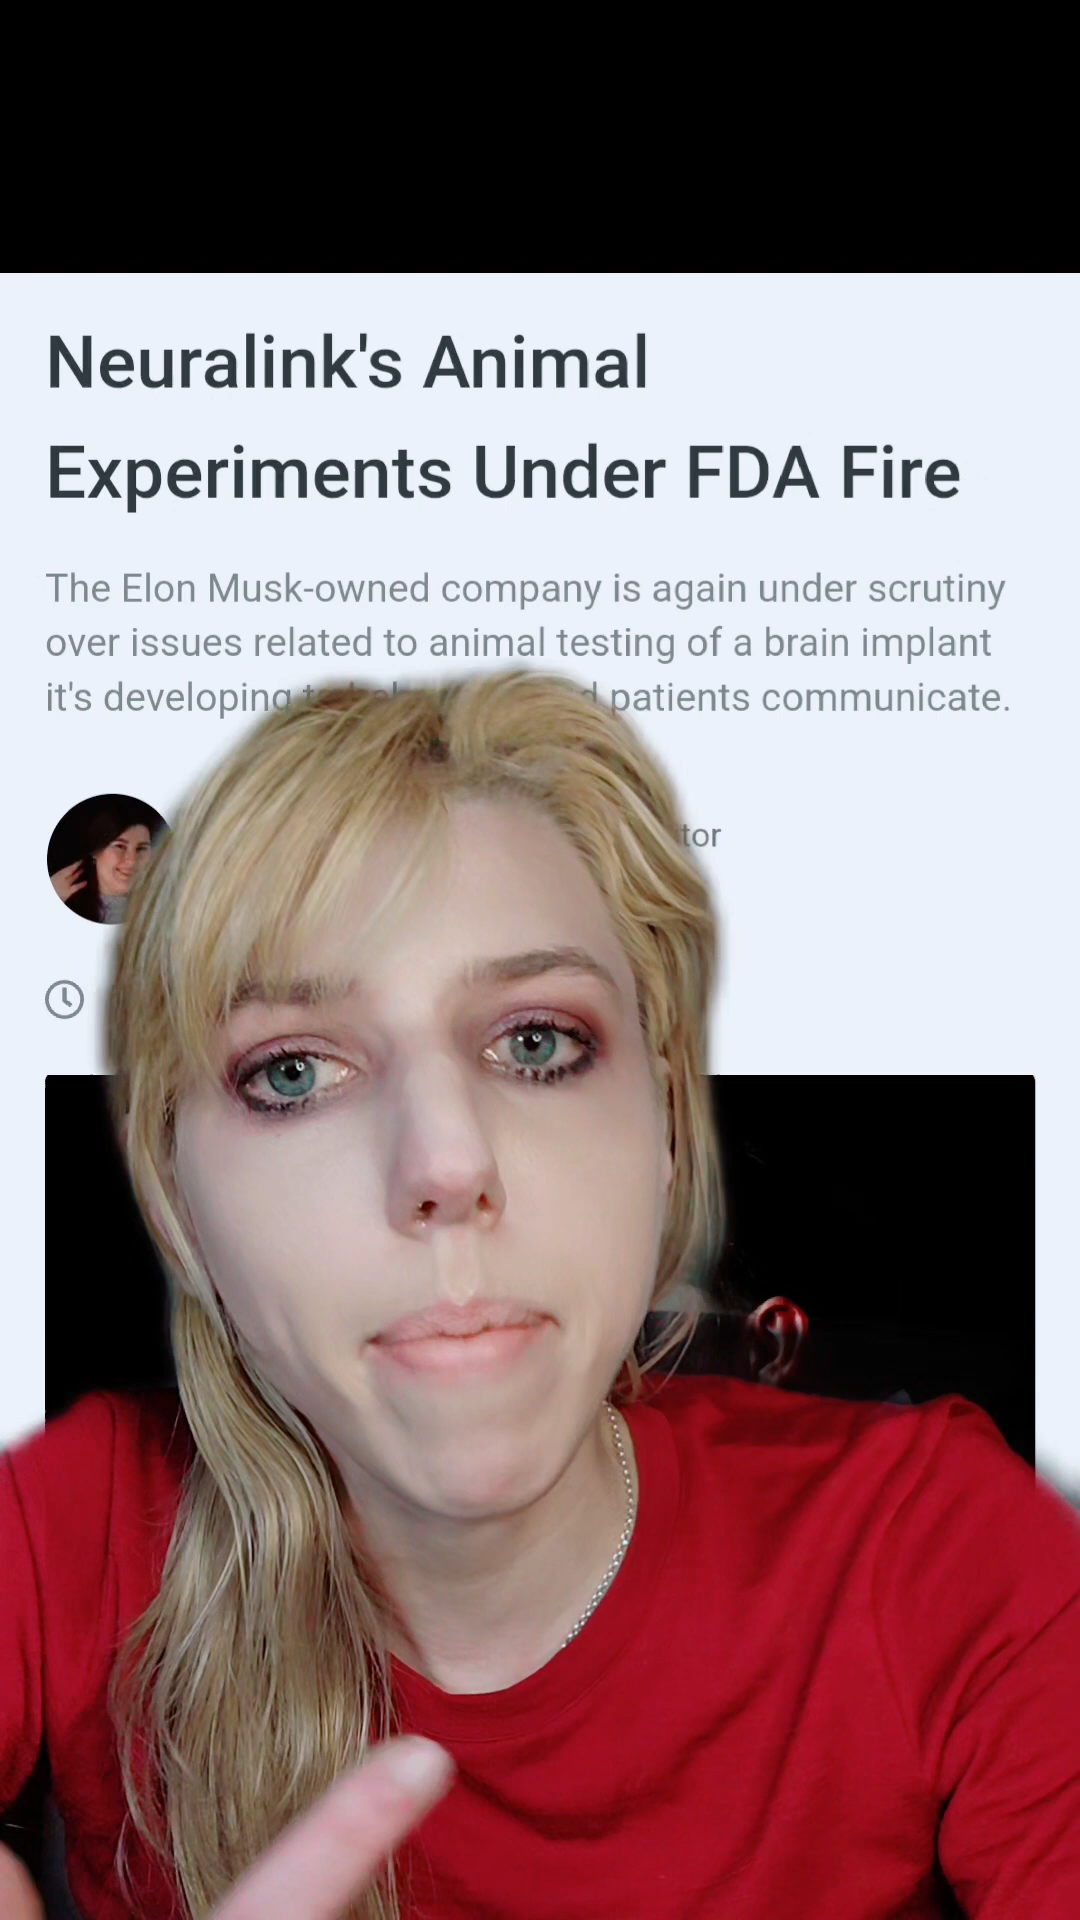 Neuralink's Animal
Experiments Under FDA Fire
The Elon Musk-owned company is again under scrutiny
over issues related to animal testing of a brain implant
it's developing patients communicate.